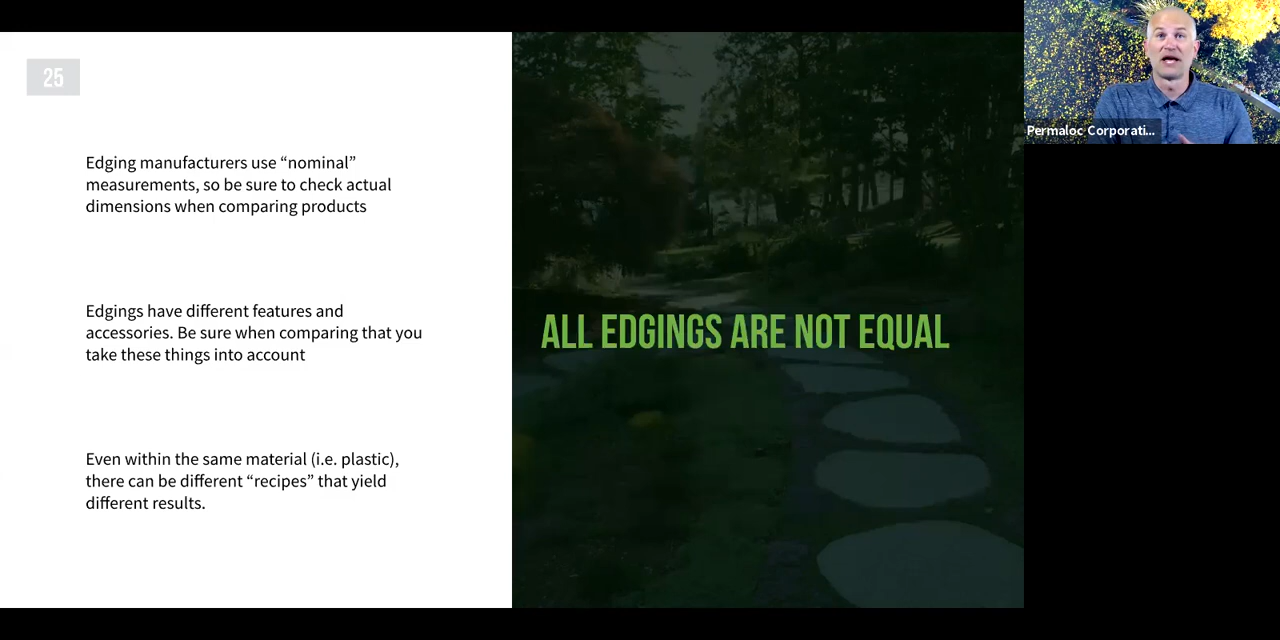 25
Edging manufacturers use “nominal”
measurements, so be sure to check actual
dimensions when comparing products
Edgings have different features and
accessories. Be sure when comparing that you
take these things into account
Even within the same material (i.e. plastic),
there can be different “recipes” that yield
different results.
ALL EDGINGS ARE NOT EQUAL
Permaloc Corporati...